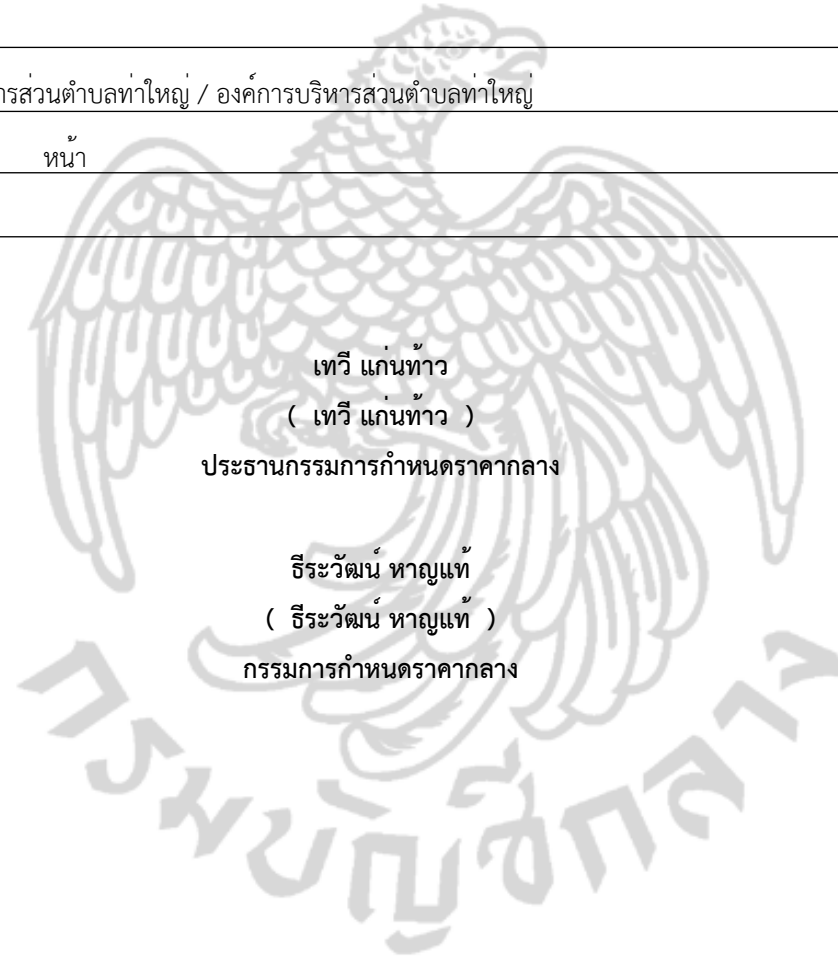 ารส่วนตำบลท่าใหญ่ / องค์การบริหารส่วนตำบลท่าใหญ่
หน้า
เทวี แก่นท้าว
( เทวี แก่นท้าว )
ประธานกรรมการกำหนดราคากลาง
ธีระวัฒน์ หาญแท้
( ธีระวัฒน์ หาญแท้ )
กรรมการกำหนดราคากลาง
กรมบัญชีกลาง